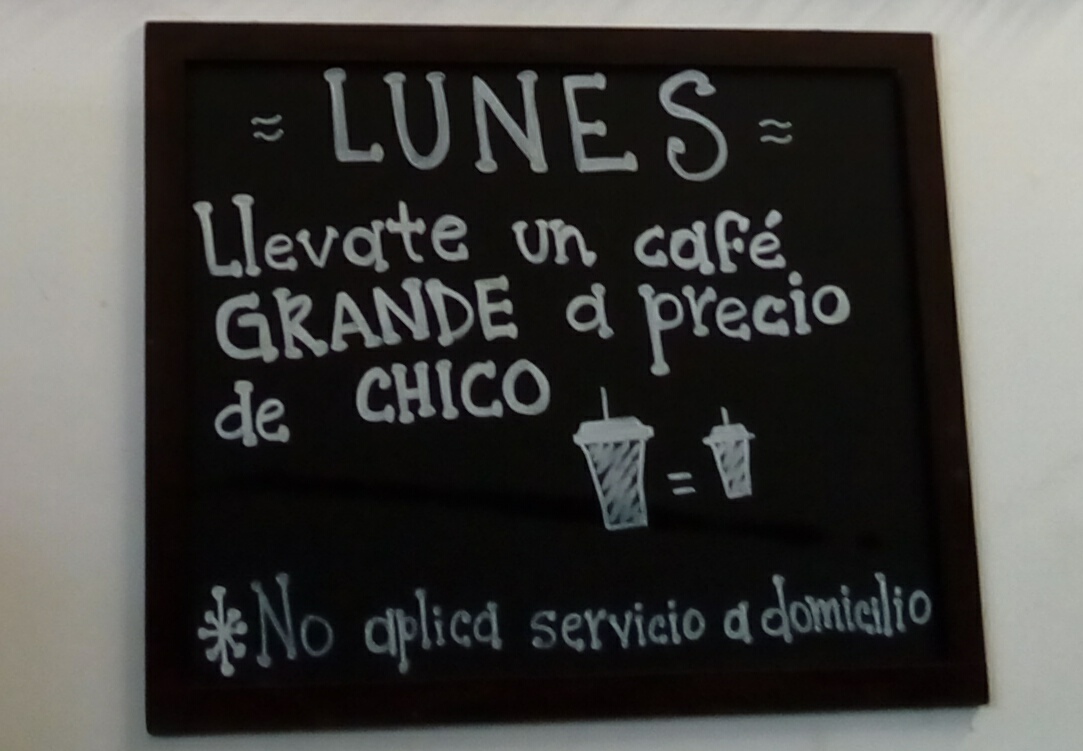 ≈ LUNES ≈
Llevate un café
GRANDE a precio
de CHICO
=
*No aplica servicio a domicilio